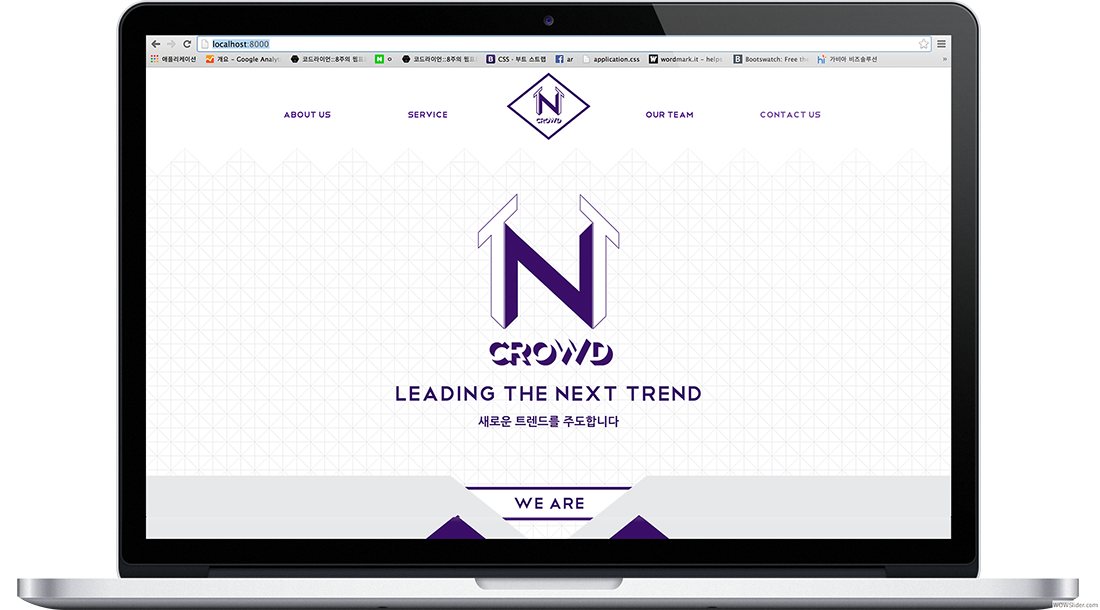 localhost:8000
애플리케이션 개요 – Google Analyt 코드라이언::8주의 웹프 o 코드라이언::8주의 웹프 CSS · 부트 스트랩 ar application.css wordmark.it – helps Bootswatch: Free the 가비아 비즈솔루션 »
ABOUT US SERVICE N CROWD OUR TEAM CONTACT US
N
CROWD
LEADING THE NEXT TREND
새로운 트렌드를 주도합니다
WE ARE
WOWSlider.com